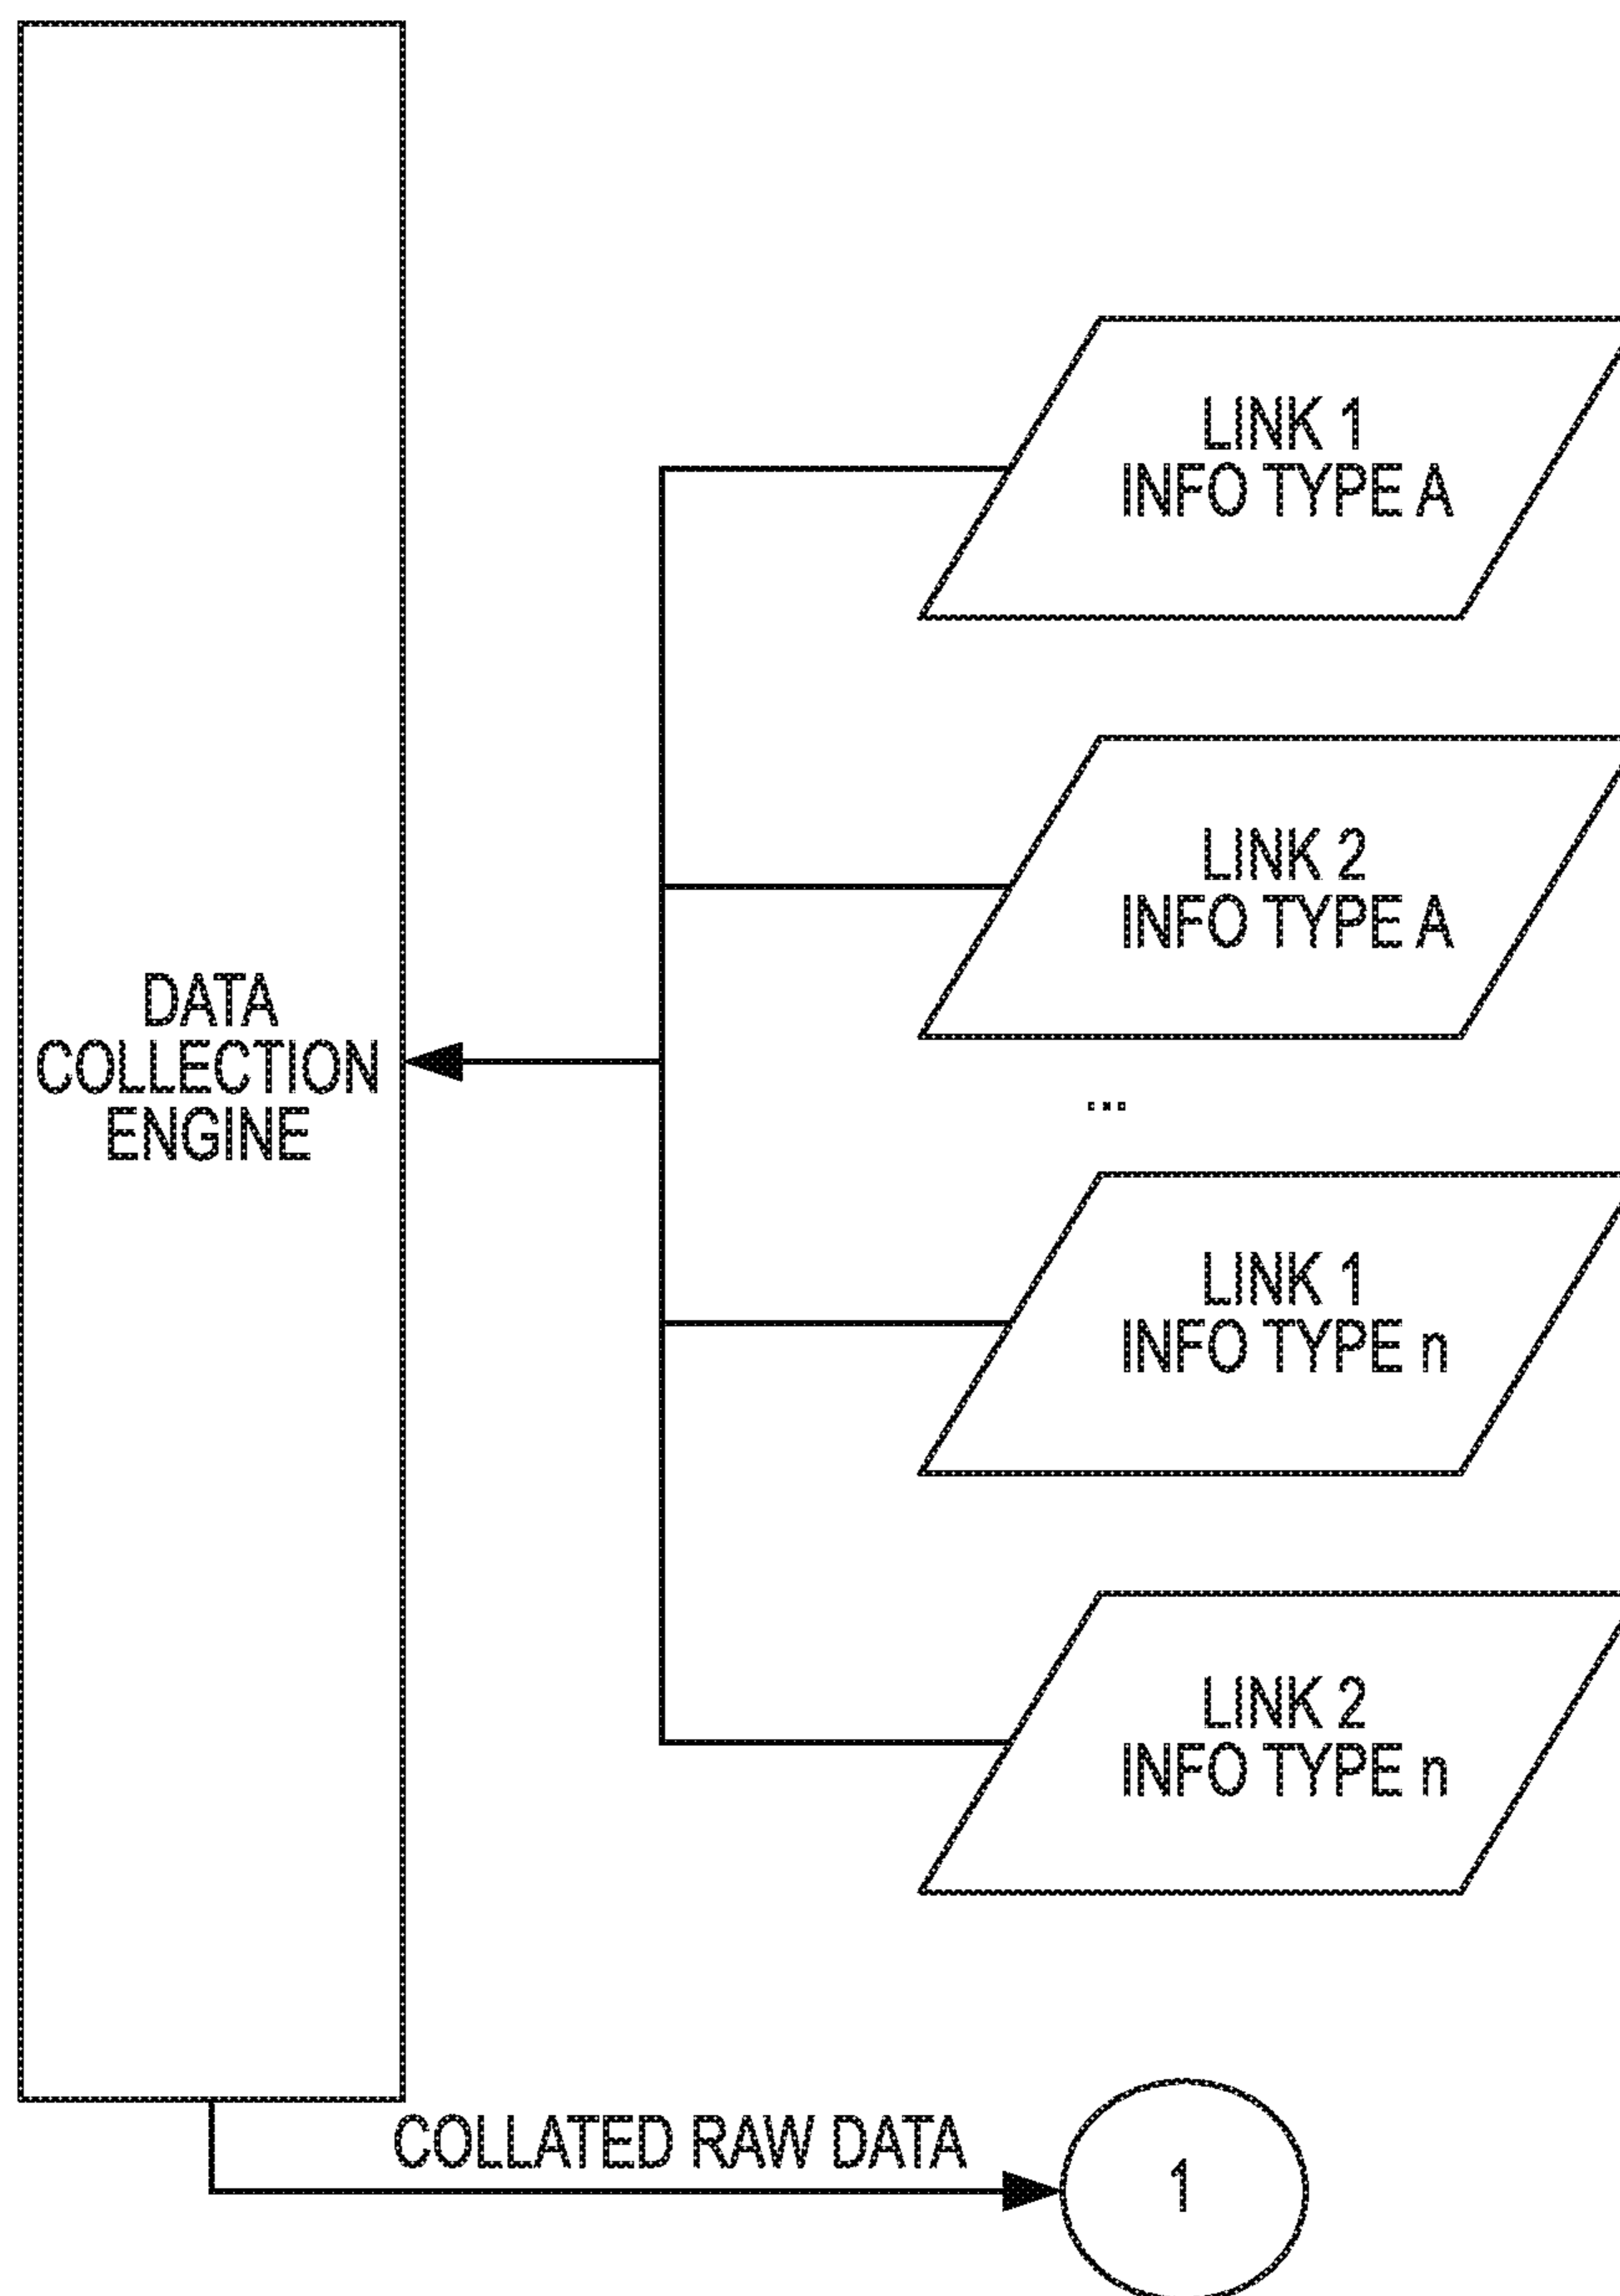 LINK 1
INFO TYPE A
LINK 2
INFO TYPE A
DATA
COLLECTION
ENGINE
...
LINK 1
INFO TYPE n
LINK 2
INFO TYPE n
COLLATED RAW DATA
1